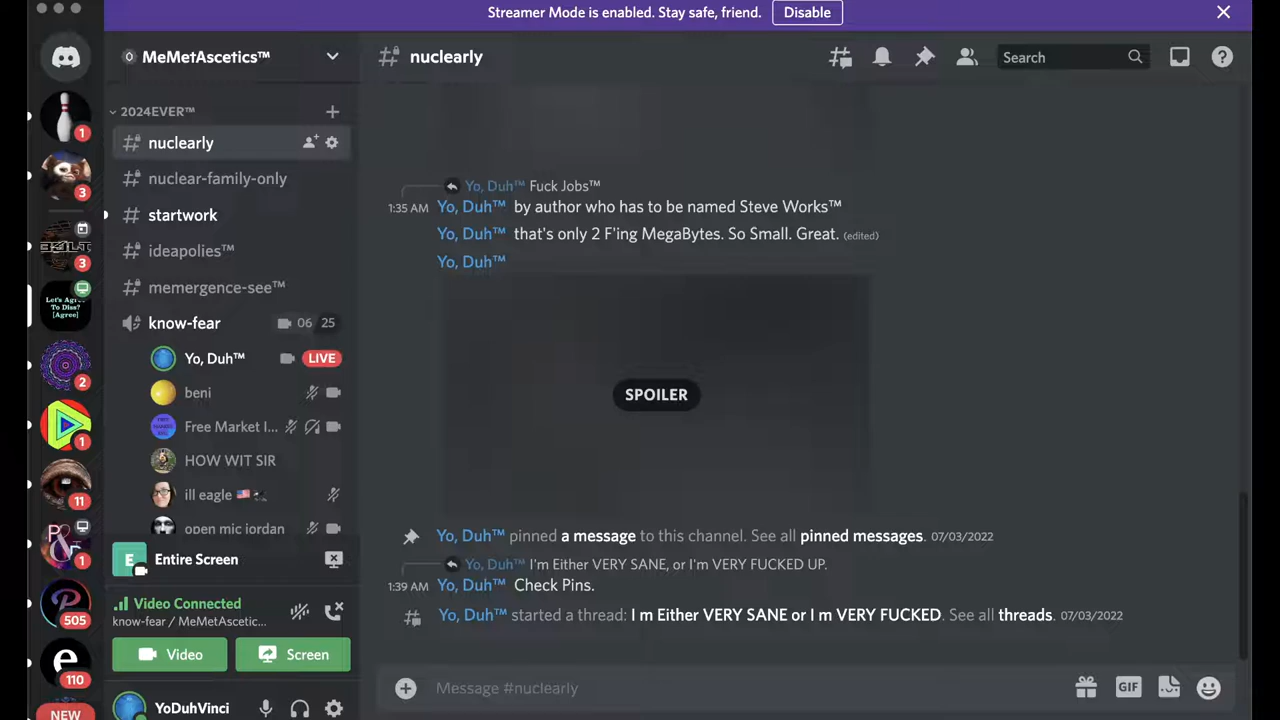 Streamer Mode is enabled. Stay safe, friend. Disable
MeMetAscetics™
nuclearly
Search
2024EVER™
nuclearly
nuclear-family-only
startwork
ideapolies™
memergence-see™
know-fear 06 25
Yo, Duh™ LIVE
beni
Free Market I...
HOW WIT SIR
ill eagle
open mic jordan
E Entire Screen
Video Connected
know-fear / MeMetAscetic...
Video Screen
YoDuhVinci
1
3
3
Let's Agree
To Diss?
[Agree]
2
1
11
1
505
e
110
NEW
Yo, Duh™ Fuck Jobs™
1:35 AM Yo, Duh™ by author who has to be named Steve Works™
Yo, Duh™ that's only 2 F'ing MegaBytes. So Small. Great. (edited)
Yo, Duh™
SPOILER
Yo, Duh™ pinned a message to this channel. See all pinned messages. 07/03/2022
Yo, Duh™ I'm Either VERY SANE, or I'm VERY FUCKED UP.
1:39 AM Yo, Duh™ Check Pins.
Yo, Duh™ started a thread: I m Either VERY SANE or I m VERY FUCKED. See all threads. 07/03/2022
Message #nuclearly
GIF